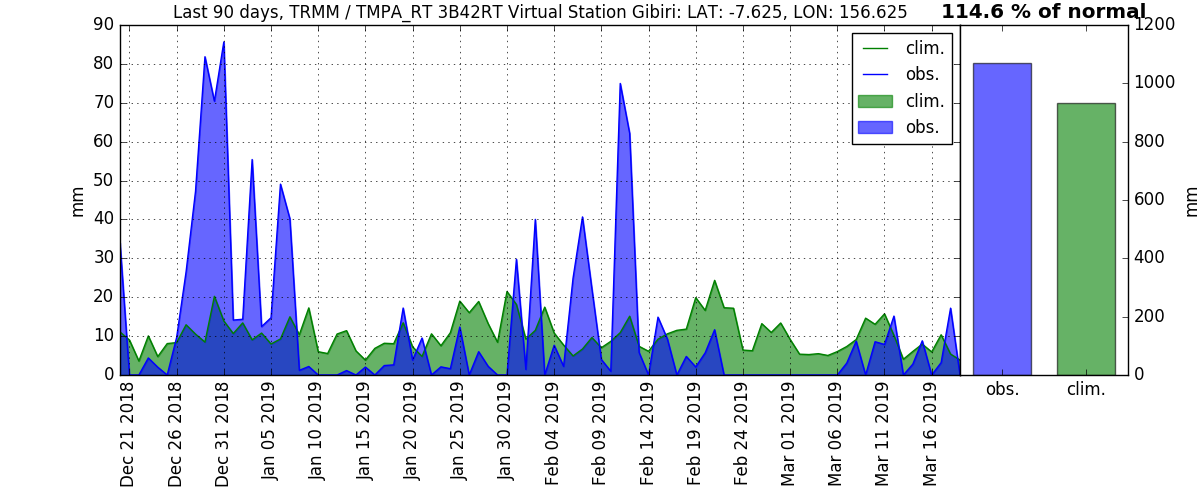 Last 90 days, TRMM / TMPA_RT 3B42RT Virtual Station Gibiri: LAT: -7.625, LON: 156.625
114.6 % of normal
90
80
70
60
50
40
30
20
10
0
mm
clim.
obs.
clim.
obs.
1200
1000
800
600
400
200
0
mm
obs.
clim.
Dec 21 2018
Dec 26 2018
Dec 31 2018
Jan 05 2019
Jan 10 2019
Jan 15 2019
Jan 20 2019
Jan 25 2019
Jan 30 2019
Feb 04 2019
Feb 09 2019
Feb 14 2019
Feb 19 2019
Feb 24 2019
Mar 01 2019
Mar 06 2019
Mar 11 2019
Mar 16 2019